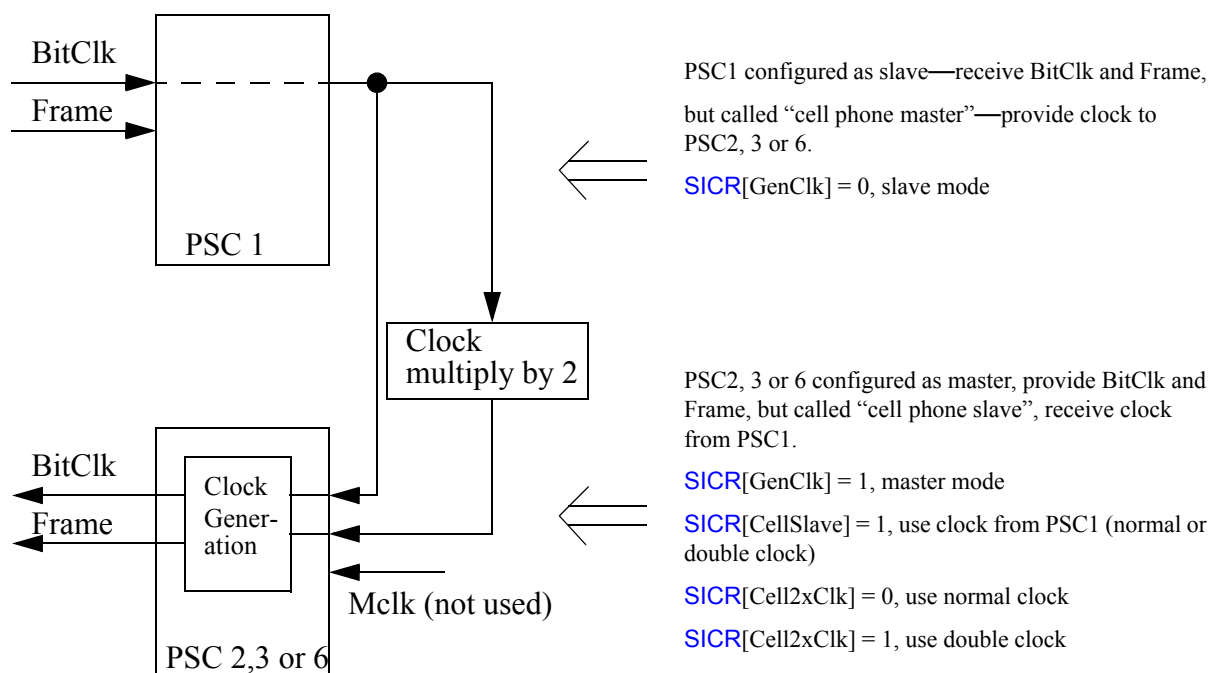 BitClk
Frame
PSC 1
PSC1 configured as slave—receive BitClk and Frame,
but called “cell phone master”—provide clock to
PSC2, 3 or 6.
SICR[GenClk] = 0, slave mode
Clock
multiply by 2
BitClk
Frame
Clock
Gener-
ation
Mclk (not used)
PSC 2,3 or 6
PSC2, 3 or 6 configured as master, provide BitClk and
Frame, but called “cell phone slave”, receive clock
from PSC1.
SICR[GenClk] = 1, master mode
SICR[CellSlave] = 1, use clock from PSC1 (normal or
double clock)
SICR[Cell2xClk] = 0, use normal clock
SICR[Cell2xClk] = 1, use double clock